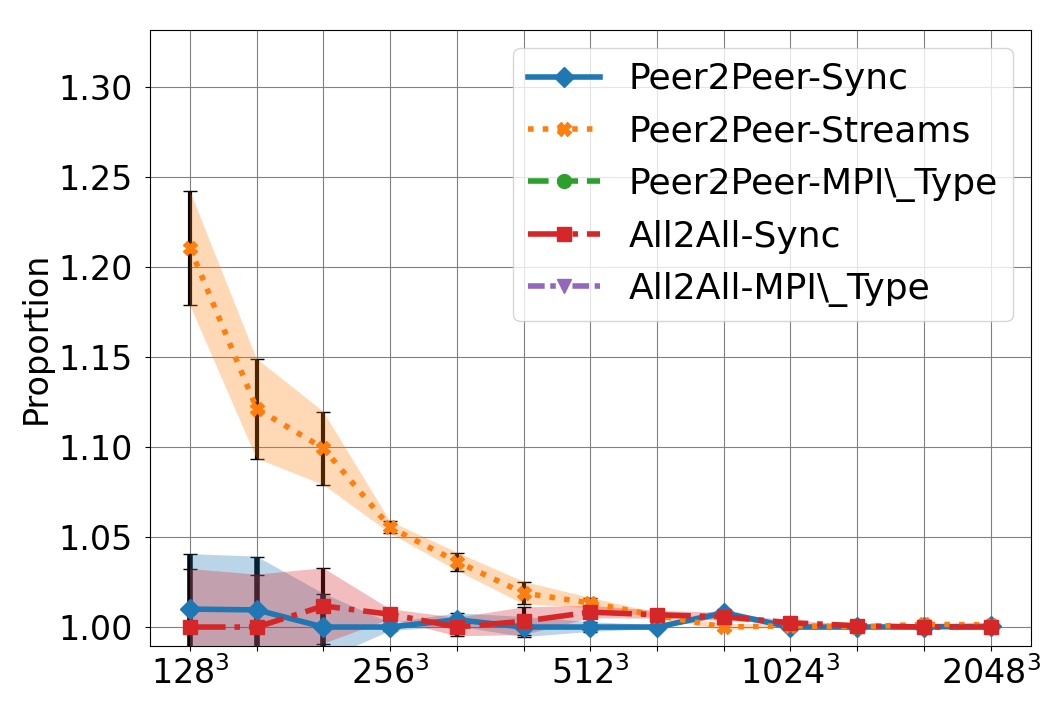 1.30
1.25
1.20
1.15
1.10
1.05
1.00
Proportion
Peer2Peer-Sync
Peer2Peer-Streams
Peer2Peer-MPI\_Type
All2All-Sync
All2All-MPI\_Type
128³ 256³ 512³ 1024³ 2048³